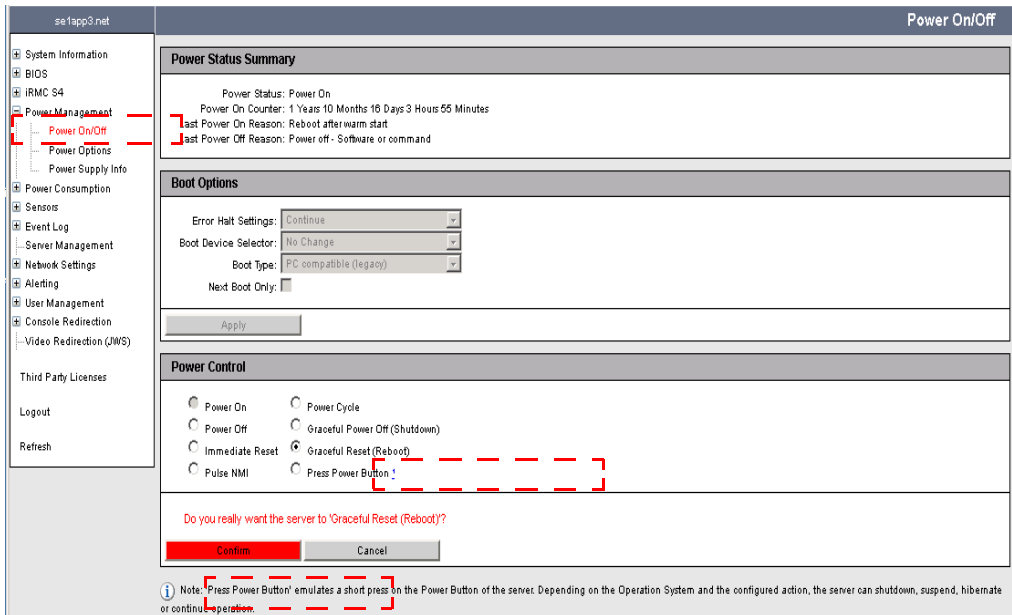 se1app3.net
Power On/Off
System Information
BIOS
iRMC S4
Power Management
Power On/Off
Power Options
Power Supply Info
Power Consumption
Sensors
Event Log
Server Management
Network Settings
Alerting
User Management
Console Redirection
Video Redirection (JWS)
Third Party Licenses
Logout
Refresh
Power Status Summary
Power Status: Power On
Power On Counter: 1 Years 10 Months 16 Days 3 Hours 55 Minutes
Last Power On Reason: Reboot after warm start
Last Power Off Reason: Power off - Software or command
Boot Options
Error Halt Settings: Continue
Boot Device Selector: No Change
Boot Type: PC compatible (legacy)
Next Boot Only:
Apply
Power Control
Power On Power Cycle
Power Off Graceful Power Off (Shutdown)
Immediate Reset Graceful Reset (Reboot)
Pulse NMI Press Power Button 1
Do you really want the server to 'Graceful Reset (Reboot)'?
Confirm Cancel
Note: 'Press Power Button' emulates a short press on the Power Button of the server. Depending on the Operation System and the configured action, the server can shutdown, suspend, hibernate
or continue operation.